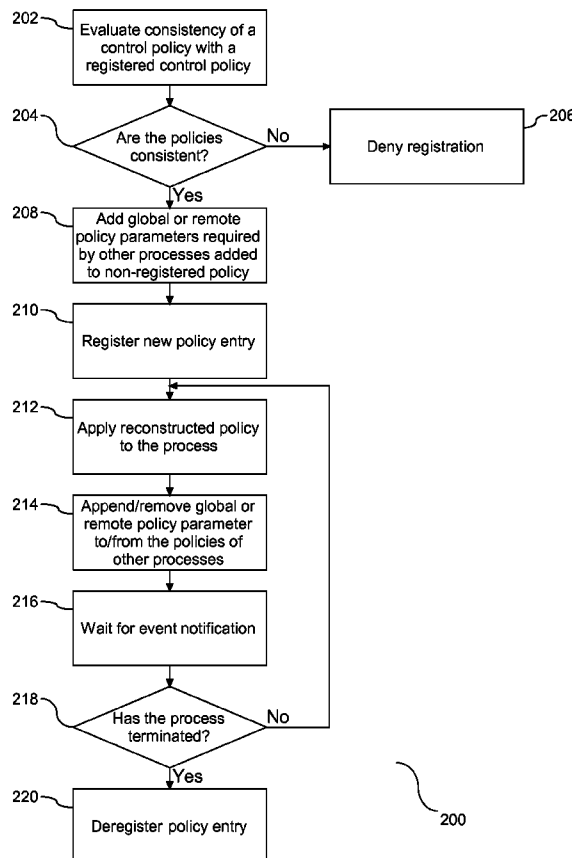 202
Evaluate consistency of a
control policy with a
registered control policy
204
Are the policies
consistent?
No
Deny registration
206
Yes
208
Add global or remote
policy parameters required
by other processes added
to non-registered policy
210
Register new policy entry
212
Apply reconstructed policy
to the process
214
Append/remove global or
remote policy parameter
to/from the policies of
other processes
216
Wait for event notification
218
Has the process
terminated?
No
Yes
220
Deregister policy entry
200